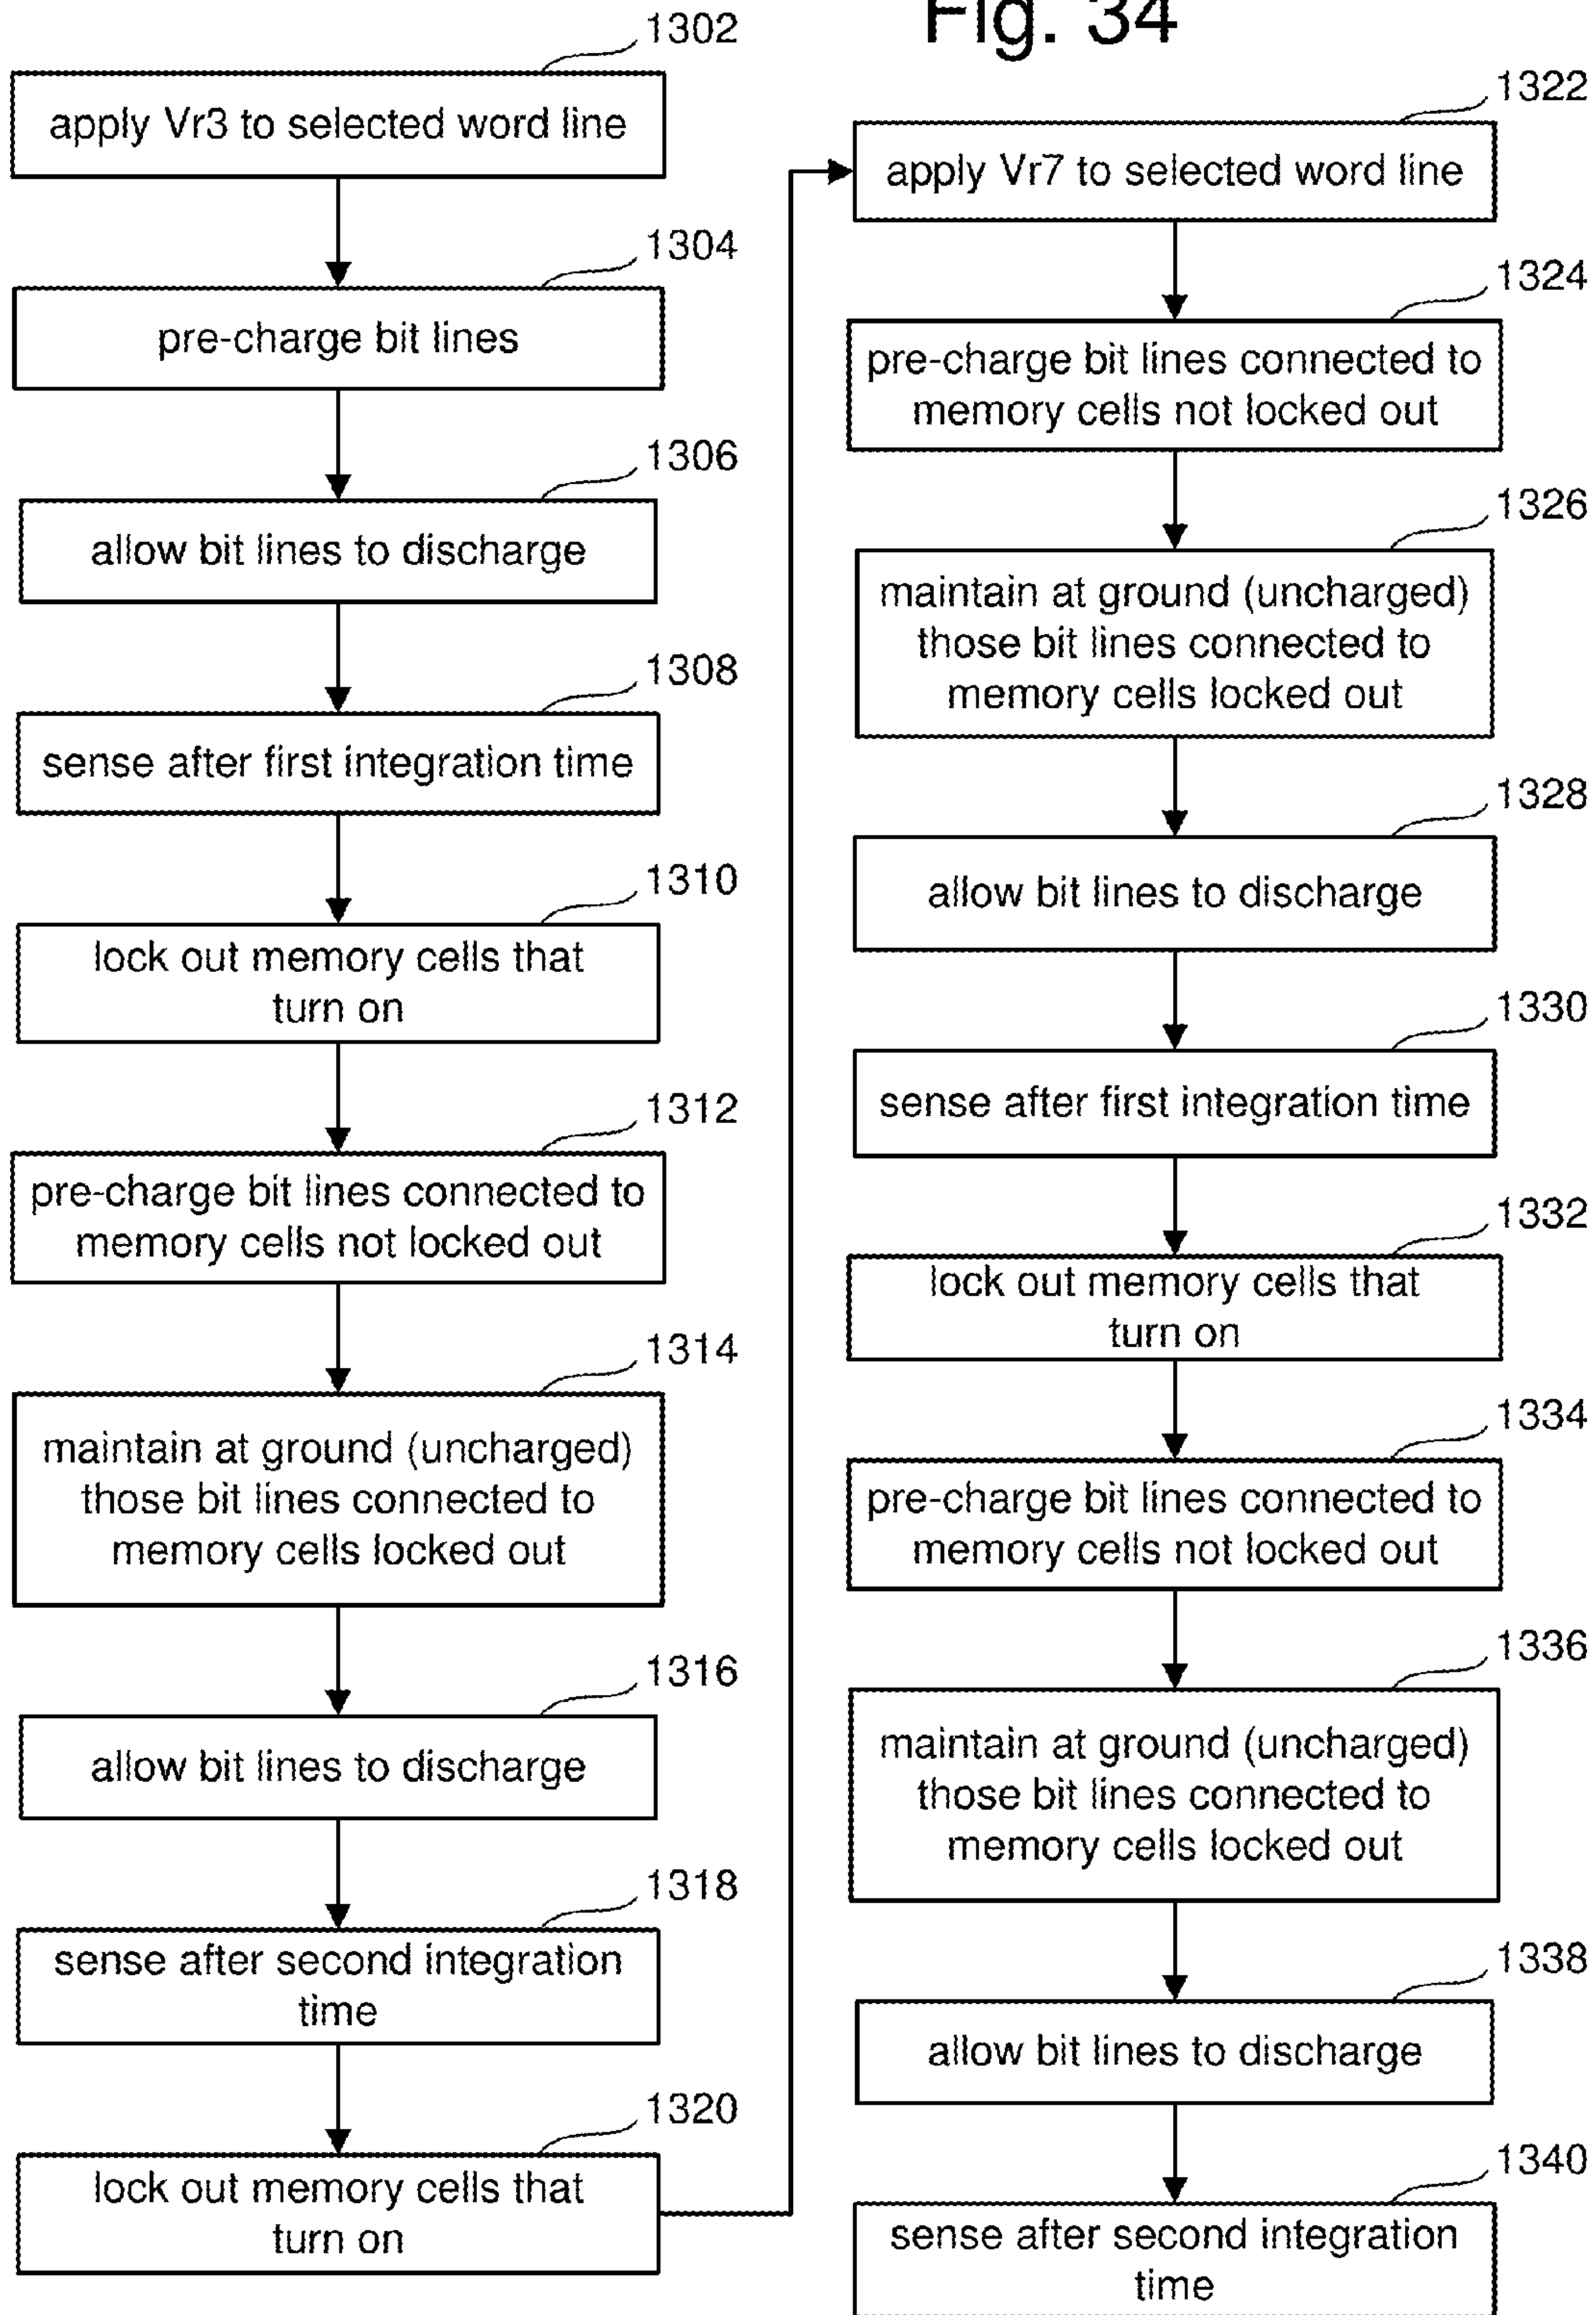 Fig. 34
1302
apply Vr3 to selected word line
1304
pre-charge bit lines
1306
allow bit lines to discharge
1308
sense after first integration time
1310
lock out memory cells that
turn on
1312
pre-charge bit lines connected to
memory cells not locked out
1314
maintain at ground (uncharged)
those bit lines connected to
memory cells locked out
1316
allow bit lines to discharge
1318
sense after second integration
time
1320
lock out memory cells that
turn on
1322
apply Vr7 to selected word line
1324
pre-charge bit lines connected to
memory cells not locked out
1326
maintain at ground (uncharged)
those bit lines connected to
memory cells locked out
1328
allow bit lines to discharge
1330
sense after first integration time
1332
lock out memory cells that
turn on
1334
pre-charge bit lines connected to
memory cells not locked out
1336
maintain at ground (uncharged)
those bit lines connected to
memory cells locked out
1338
allow bit lines to discharge
1340
sense after second integration
time